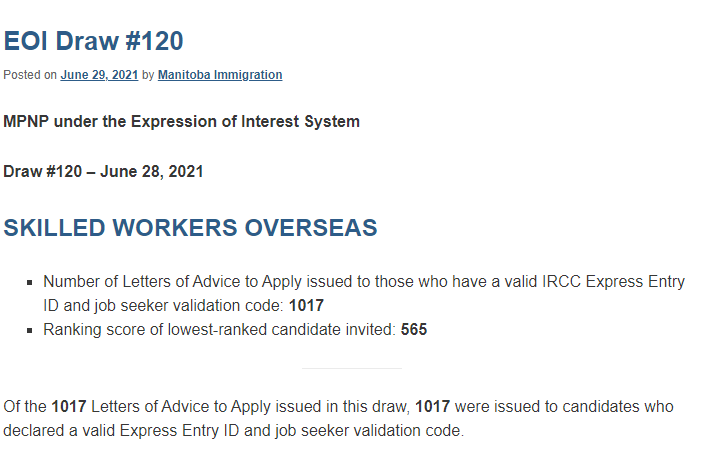 EOI Draw #120
Posted on June 29, 2021 by Manitoba Immigration
MPNP under the Expression of Interest System
Draw #120 – June 28, 2021
SKILLED WORKERS OVERSEAS
▪ Number of Letters of Advice to Apply issued to those who have a valid IRCC Express Entry
ID and job seeker validation code: 1017
▪ Ranking score of lowest-ranked candidate invited: 565
Of the 1017 Letters of Advice to Apply issued in this draw, 1017 were issued to candidates who
declared a valid Express Entry ID and job seeker validation code.